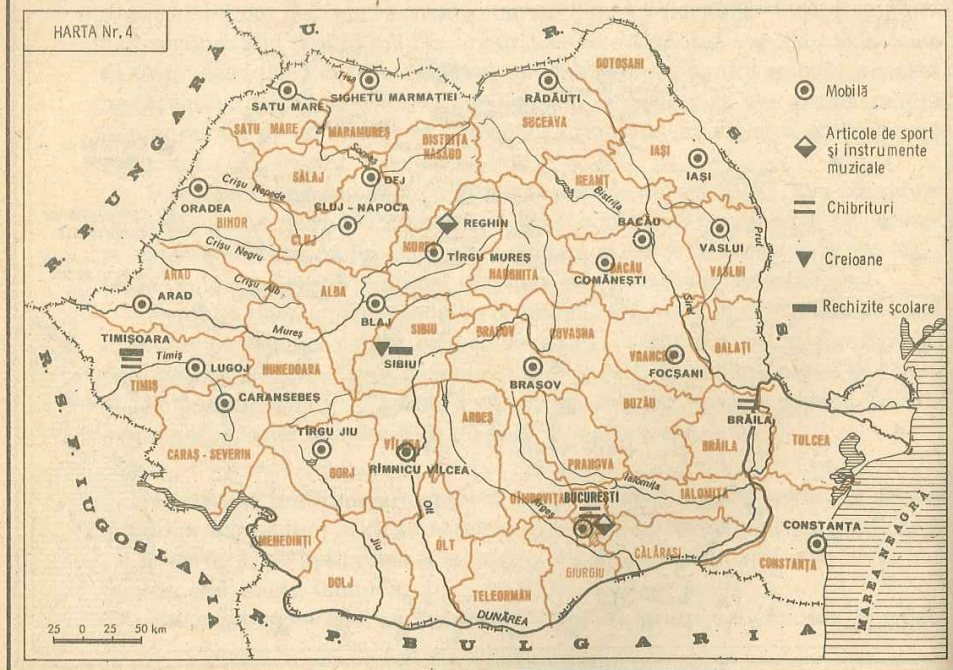 HARTA Nr. 4
R. P. UNGARĂ
U. R. S. S.
R. S. F. IUGOSLAVIA
R. P. BULGARIA
MAREA NEAGRĂ
Mobilă
Articole de sport
și instrumente
muzicale
Chibrituri
Creioane
Rechizite școlare
BOTOȘANI
Tisa
SATU MARE
SIGHETU MARMAȚIEI
RĂDĂUȚI
SUCEAVA
SATU MARE
MARAMUREȘ
BISTRIȚA
NĂSĂUD
IAȘI
IAȘI
Someș
SĂLAJ
DEJ
NEAMȚ
Bistrița
Crișu Repede
ORADEA
CLUJ - NAPOCA
BIHOR
CLUJ
REGHIN
BACĂU
Prut
VASLUI
Crișu Negru
MUREȘ
TÎRGU MUREȘ
HARGHITA
BACĂU
COMĂNEȘTI
VASLUI
ARAD
Crișu Alb
ALBA
ARAD
BLAJ
Siret
Mureș
SIBIU
BRAȘOV
COVASNA
TIMIȘOARA
Timiș
LUGOJ
HUNEDOARA
SIBIU
VRANCEA
FOCȘANI
GALAȚI
TIMIȘ
BRAȘOV
CARANSEBEȘ
ARGEȘ
BUZĂU
BRĂILA
TÎRGU JIU
VÎLCEA
BRĂILA
TULCEA
CARAȘ - SEVERIN
GORJ
RÎMNICU VÎLCEA
PRAHOVA
Ialomița
DÎMBOVIȚA
BUCUREȘTI
IALOMIȚA
Argeș
Olt
CONSTANȚA
MEHEDINȚI
Jiu
OLT
CĂLĂRAȘI
CONSTANȚA
DOLJ
GIURGIU
TELEORMAN
DUNĂREA
25 0 25 50 km